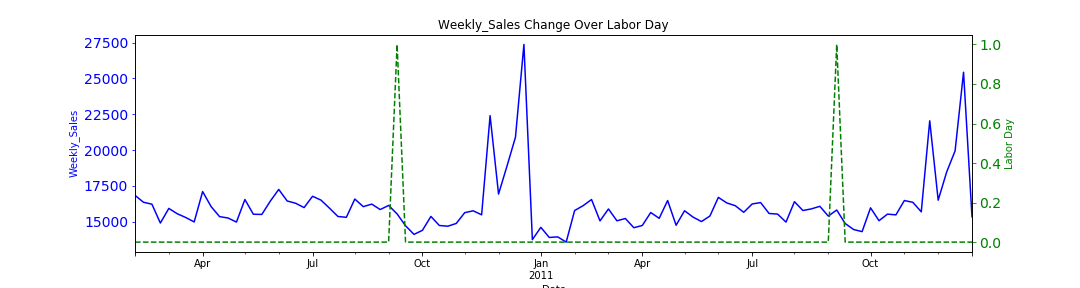 Weekly_Sales Change Over Labor Day
27500
25000
22500
20000
17500
15000
Weekly_Sales
1.0
0.8
0.6
0.4
0.2
0.0
Labor Day
Apr
Jul
Oct
Jan
2011
Apr
Jul
Oct
Date